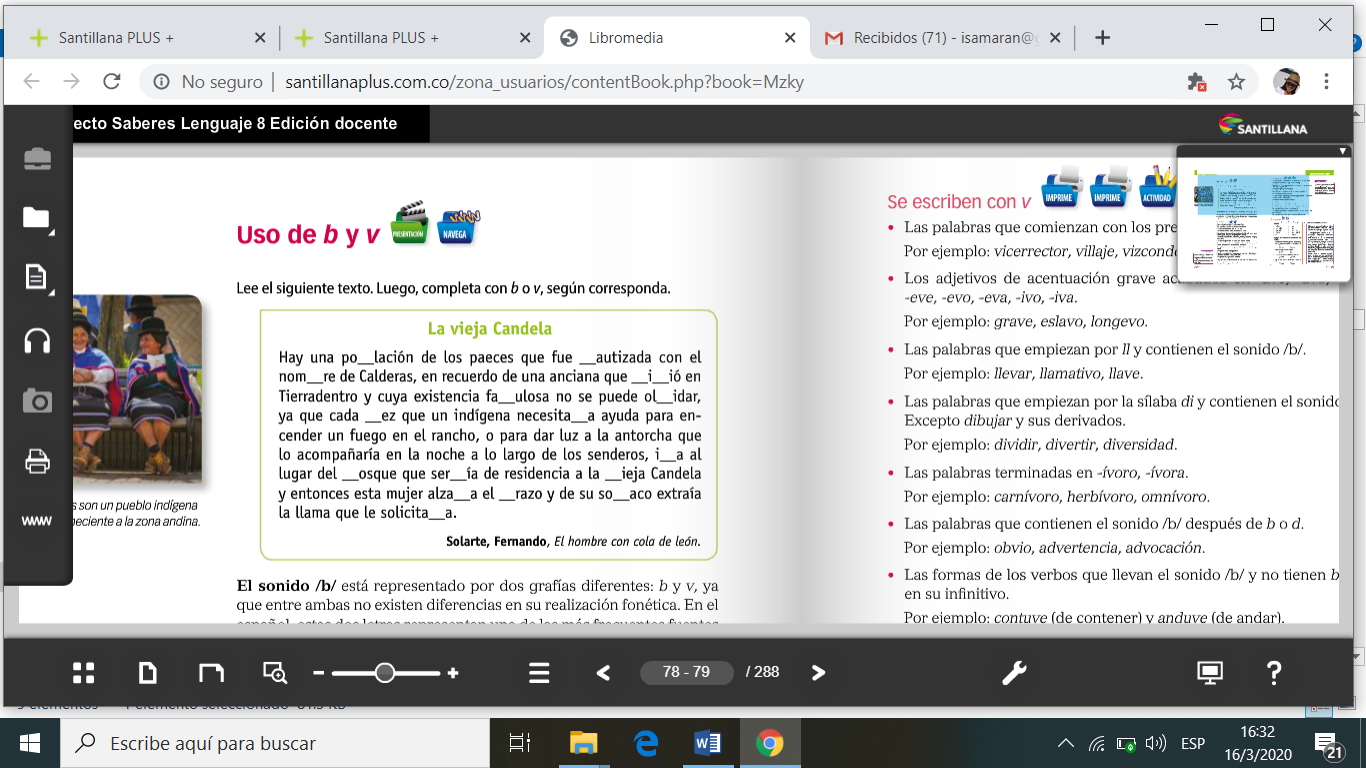 Santillana PLUS +
Santillana PLUS +
Libromedia
Recibidos (71) - isamaran@g
No seguro | santillanaplus.com.co/zona_usuarios/contentBook.php?book=Mzky
ecto Saberes Lenguaje 8 Edición docente
SANTILLANA
www
s son un pueblo indígena
neciente a la zona andina.
Uso de b y v
PRESENTACIÓN
NAVEGA
Lee el siguiente texto. Luego, completa con b o v, según corresponda.
La vieja Candela
Hay una po__lación de los paeces que fue __autizada con el
nom__re de Calderas, en recuerdo de una anciana que __i__ió en
Tierradentro y cuya existencia fa__ulosa no se puede ol__idar,
ya que cada __ez que un indígena necesita__a ayuda para en-
cender un fuego en el rancho, o para dar luz a la antorcha que
lo acompañaría en la noche a lo largo de los senderos, i__a al
lugar del __osque que ser__ía de residencia a la __ieja Candela
y entonces esta mujer alza__a el __razo y de su so__aco extraía
la llama que le solicita__a.
Solarte, Fernando, El hombre con cola de león.
El sonido /b/ está representado por dos grafías diferentes: b y v, ya
que entre ambas no existen diferencias en su realización fonética. En el
Se escriben con v
IMPRIME
IMPRIME
ACTIVIDAD
• Las palabras que comienzan con los pre
Por ejemplo: vicerrector, villaje, vizconde
• Los adjetivos de acentuación grave
-eve, -evo, -eva, -ivo, -iva.
Por ejemplo: grave, eslavo, longevo.
• Las palabras que empiezan por ll y contienen el sonido /b/.
Por ejemplo: llevar, llamativo, llave.
• Las palabras que empiezan por la sílaba di y contienen el sonido
Excepto dibujar y sus derivados.
Por ejemplo: dividir, divertir, diversidad.
• Las palabras terminadas en -ívoro, -ívora.
Por ejemplo: carnívoro, herbívoro, omnívoro.
• Las palabras que contienen el sonido /b/ después de b o d.
Por ejemplo: obvio, advertencia, advocación.
• Las formas de los verbos que llevan el sonido /b/ y no tienen b
en su infinitivo.
Por ejemplo: contuve (de contener) y anduve (de andar).
78 - 79 / 288
Escribe aquí para buscar
ESP
16:32
16/3/2020
21